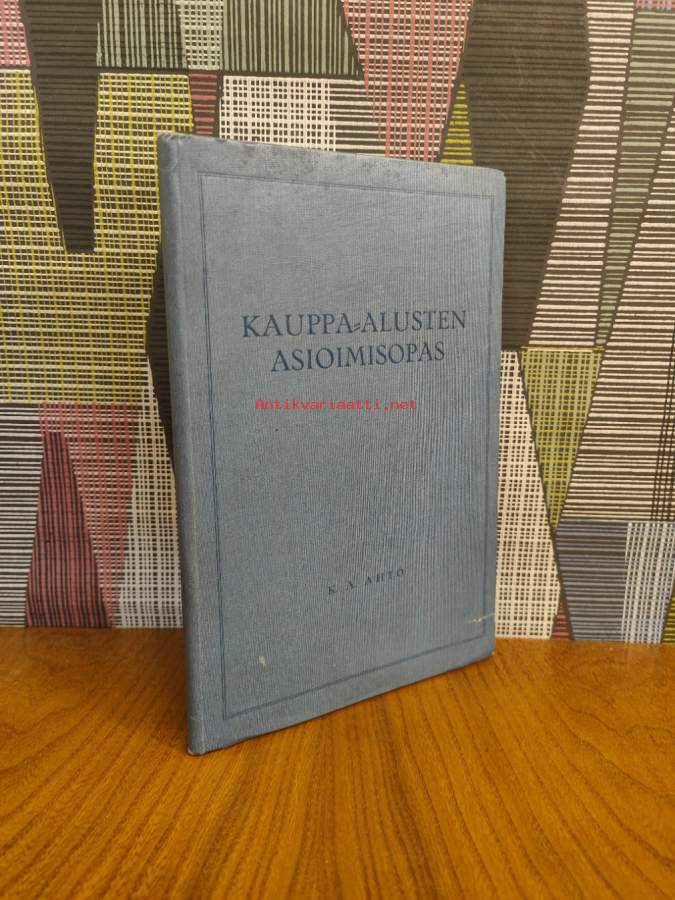 KAUPPA-ALUSTEN
ASIOIMISOPAS
Antikvariaatti.net
K. A. AHTO